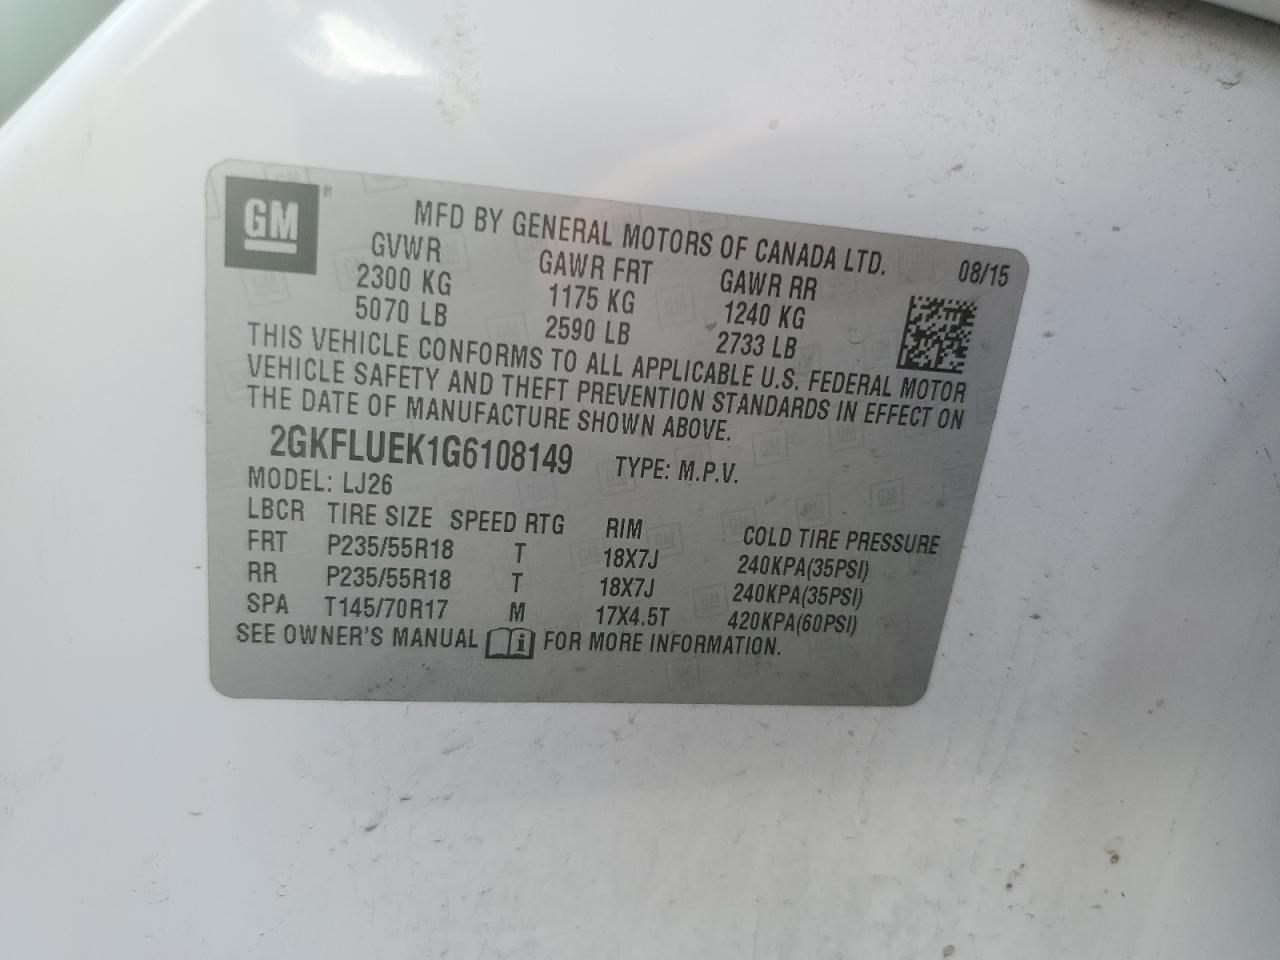 GM ®
MFD BY GENERAL MOTORS OF CANADA LTD.
08/15
GVWR GAWR FRT GAWR RR
2300 KG 1175 KG 1240 KG
5070 LB 2590 LB 2733 LB
THIS VEHICLE CONFORMS TO ALL APPLICABLE U.S. FEDERAL MOTOR
VEHICLE SAFETY AND THEFT PREVENTION STANDARDS IN EFFECT ON
THE DATE OF MANUFACTURE SHOWN ABOVE.
2GKFLUEK1G6108149 TYPE: M.P.V.
MODEL: LJ26
LBCR TIRE SIZE SPEED RTG RIM COLD TIRE PRESSURE
FRT P235/55R18 T 18X7J 240KPA(35PSI)
RR P235/55R18 T 18X7J 240KPA(35PSI)
SPA T145/70R17 M 17X4.5T 420KPA(60PSI)
SEE OWNER'S MANUAL i FOR MORE INFORMATION.